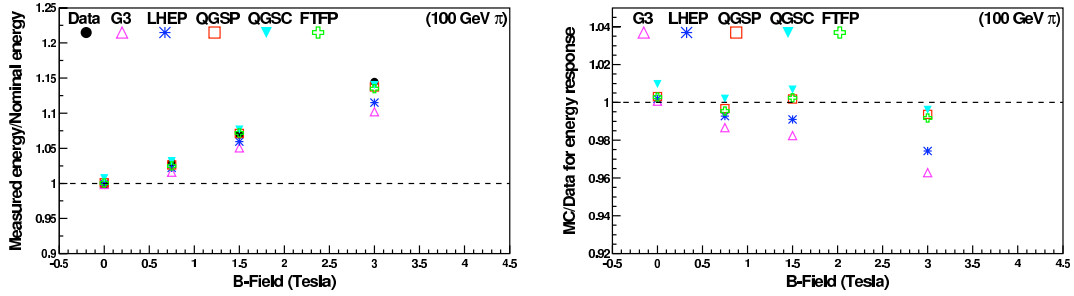 Data G3 LHEP QGSP QGSC FTFP (100 GeV π)
Measured energy/Nominal energy
1.25
1.2
1.15
1.1
1.05
1
0.95
0.9
-0.5 0 0.5 1 1.5 2 2.5 3 3.5 4 4.5
B-Field (Tesla)
G3 LHEP QGSP QGSC FTFP (100 GeV π)
MC/Data for energy response
1.04
1.02
1
0.98
0.96
0.94
0.92
-0.5 0 0.5 1 1.5 2 2.5 3 3.5 4 4.5
B-Field (Tesla)